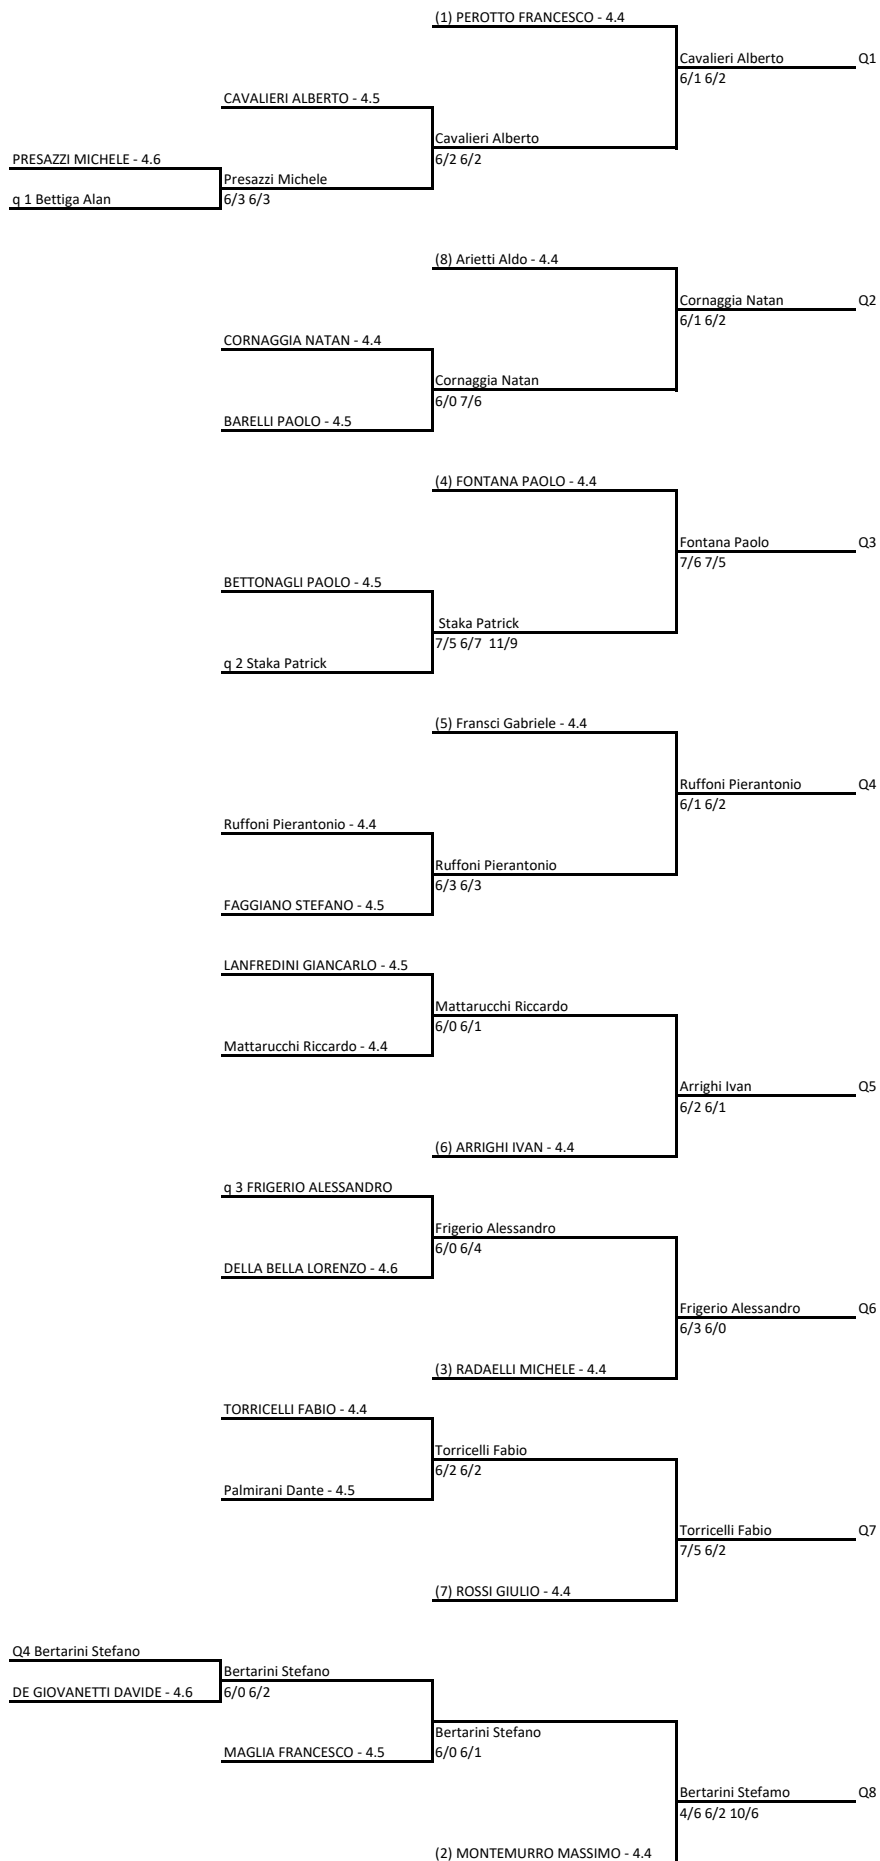 (1) PEROTTO FRANCESCO - 4.4
Cavalieri Alberto Q1
6/1 6/2
CAVALIERI ALBERTO - 4.5
Cavalieri Alberto
6/2 6/2
PRESAZZI MICHELE - 4.6
Presazzi Michele
6/3 6/3
q 1 Bettiga Alan
(8) Arietti Aldo - 4.4
Cornaggia Natan Q2
6/1 6/2
CORNAGGIA NATAN - 4.4
Cornaggia Natan
6/0 7/6
BARELLI PAOLO - 4.5
(4) FONTANA PAOLO - 4.4
Fontana Paolo Q3
7/6 7/5
BETTONAGLI PAOLO - 4.5
Staka Patrick
7/5 6/7 11/9
q 2 Staka Patrick
(5) Fransci Gabriele - 4.4
Ruffoni Pierantonio Q4
6/1 6/2
Ruffoni Pierantonio - 4.4
Ruffoni Pierantonio
6/3 6/3
FAGGIANO STEFANO - 4.5
LANFREDINI GIANCARLO - 4.5
Mattarucchi Riccardo
6/0 6/1
Mattarucchi Riccardo - 4.4
Arrighi Ivan Q5
6/2 6/1
(6) ARRIGHI IVAN - 4.4
q 3 FRIGERIO ALESSANDRO
Frigerio Alessandro
6/0 6/4
DELLA BELLA LORENZO - 4.6
Frigerio Alessandro Q6
6/3 6/0
(3) RADAELLI MICHELE - 4.4
TORRICELLI FABIO - 4.4
Torricelli Fabio
6/2 6/2
Palmirani Dante - 4.5
Torricelli Fabio Q7
7/5 6/2
(7) ROSSI GIULIO - 4.4
Q4 Bertarini Stefano
Bertarini Stefano
6/0 6/2
DE GIOVANETTI DAVIDE - 4.6
Bertarini Stefano
6/0 6/1
MAGLIA FRANCESCO - 4.5
Bertarini Stefamo Q8
4/6 6/2 10/6
(2) MONTEMURRO MASSIMO - 4.4